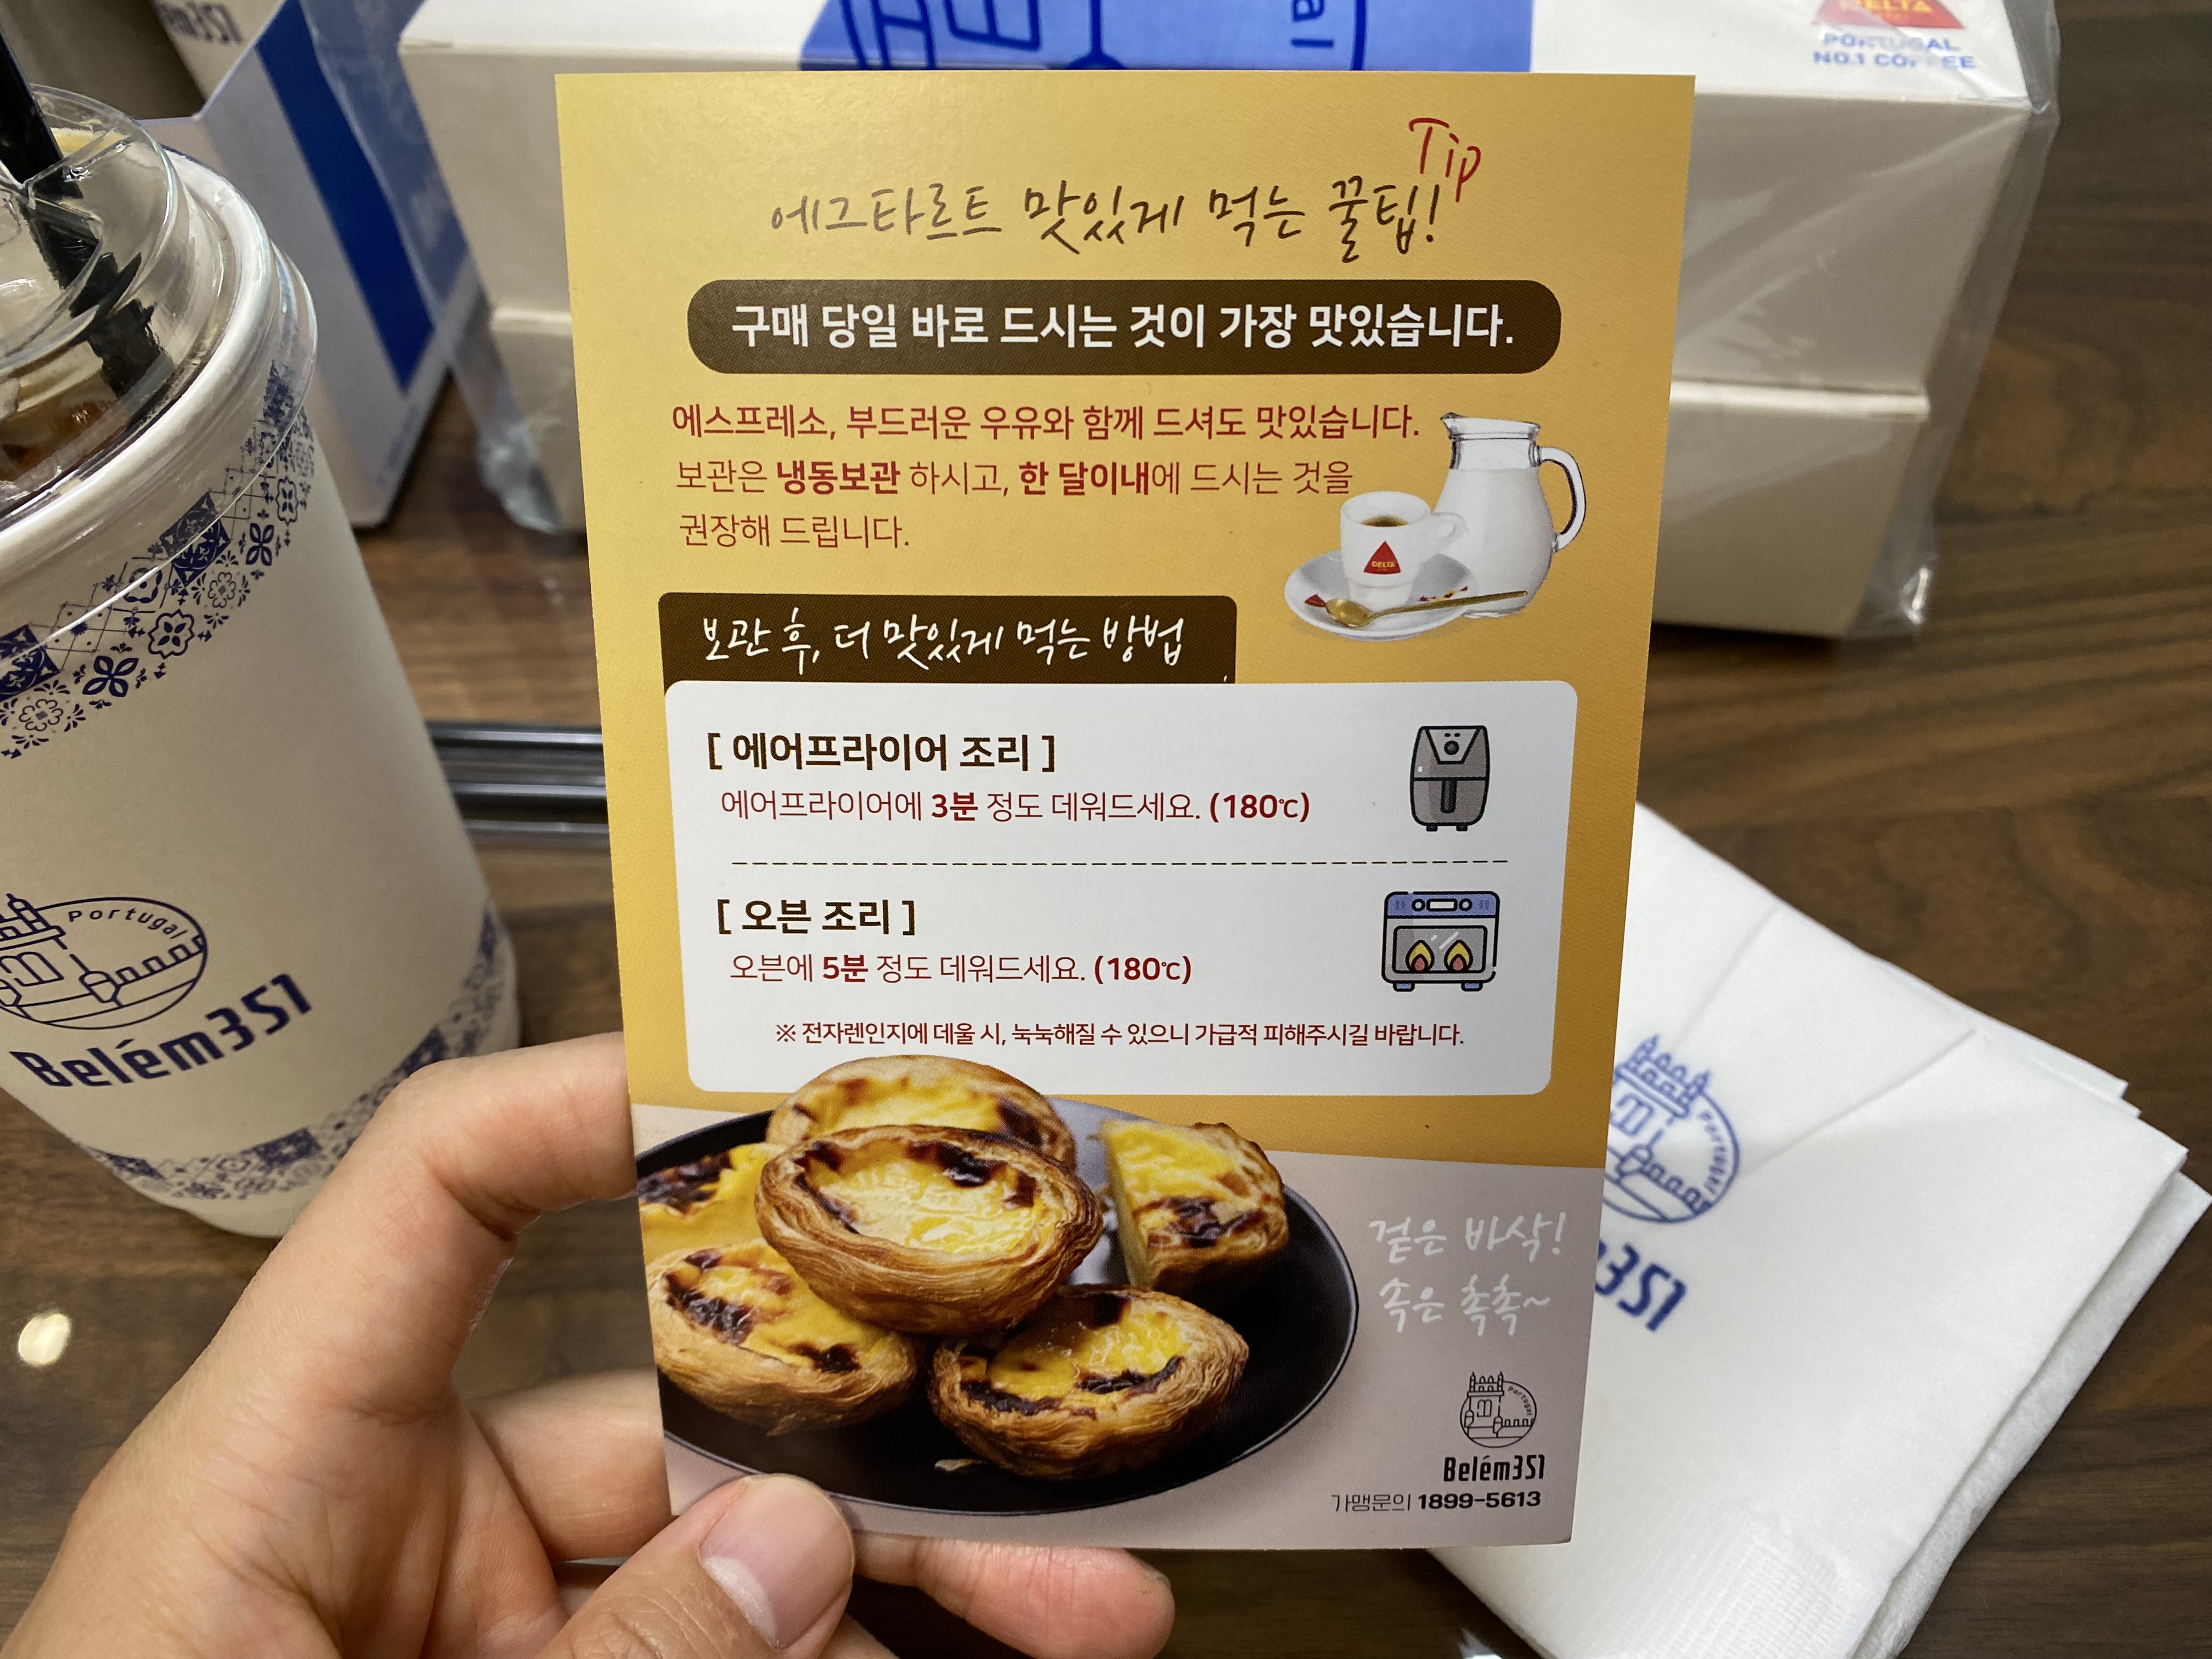 Tip
에그타르트 맛있게 먹는 꿀팁!
구매 당일 바로 드시는 것이 가장 맛있습니다.
에스프레소, 부드러운 우유와 함께 드셔도 맛있습니다.
보관은 냉동보관 하시고, 한 달이내에 드시는 것을
권장해 드립니다.
DELTA
보관 후, 더 맛있게 먹는 방법
[ 에어프라이어 조리 ]
에어프라이어에 3분 정도 데워드세요. (180℃)
[ 오븐 조리 ]
오븐에 5분 정도 데워드세요. (180℃)
※ 전자렌인지에 데울 시, 눅눅해질 수 있으니 가급적 피해주시길 바랍니다.
겉은 바삭!
속은 촉촉~
Portugal
Belém351
가맹문의 1899-5613
Portugal
Belém351
DELTA
PORTUGAL
NO.1 COFFEE
Portugal
351